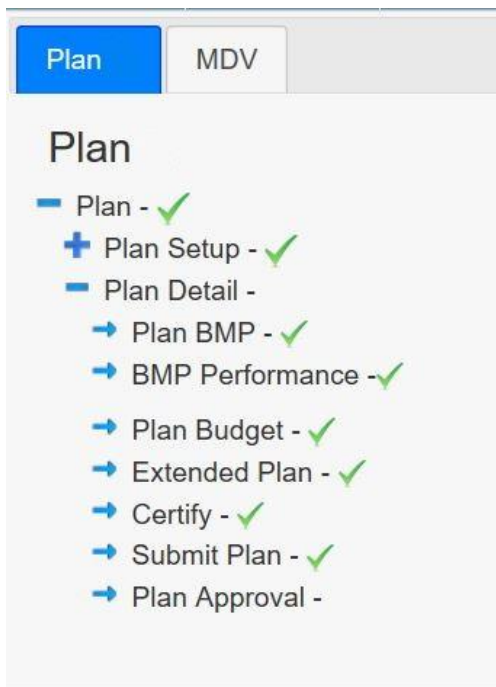 Plan MDV
Plan
Plan -
Plan Setup -
Plan Detail -
Plan BMP -
BMP Performance -
Plan Budget -
Extended Plan -
Certify -
Submit Plan -
Plan Approval -